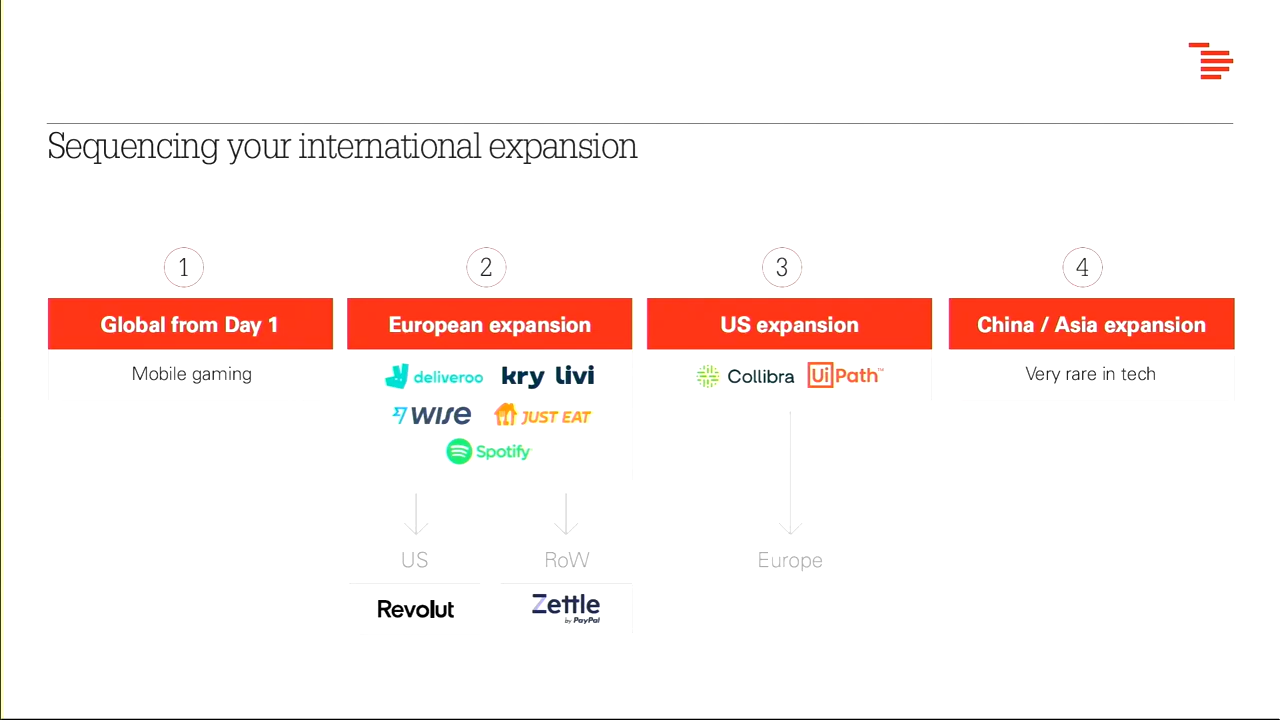 Sequencing your international expansion
1
Global from Day 1
Mobile gaming
2
European expansion
deliveroo
kry livi
wise
JUST EAT
Spotify
US
Revolut
RoW
Zettle
by PayPal
3
US expansion
Collibra
UiPath™
Europe
4
China / Asia expansion
Very rare in tech